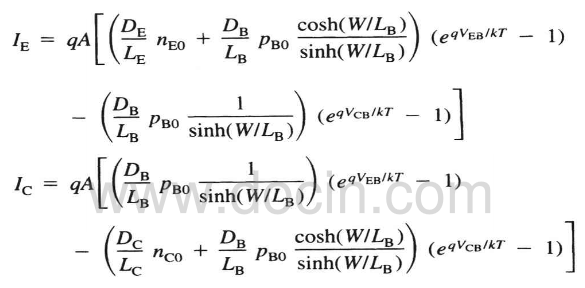 I_E = qA[(D_E/L_E n_E0 + D_B/L_B p_B0 cosh(W/L_B)/sinh(W/L_B)) (e^{qV_EB/kT} − 1)
− (D_B/L_B p_B0 1/sinh(W/L_B)) (e^{qV_CB/kT} − 1)]
I_C = qA[(D_B/L_B p_B0 1/sinh(W/L_B)) (e^{qV_EB/kT} − 1)
www.docin.com
− (D_C/L_C n_C0 + D_B/L_B p_B0 cosh(W/L_B)/sinh(W/L_B)) (e^{qV_CB/kT} − 1)]